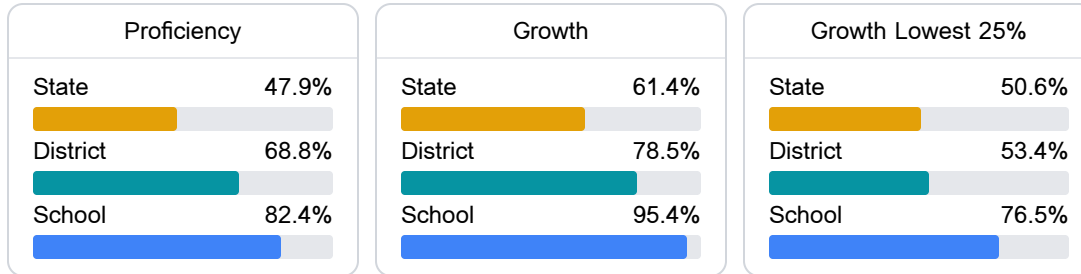 Proficiency
State 47.9%
District 68.8%
School 82.4%
Growth
State 61.4%
District 78.5%
School 95.4%
Growth Lowest 25%
State 50.6%
District 53.4%
School 76.5%